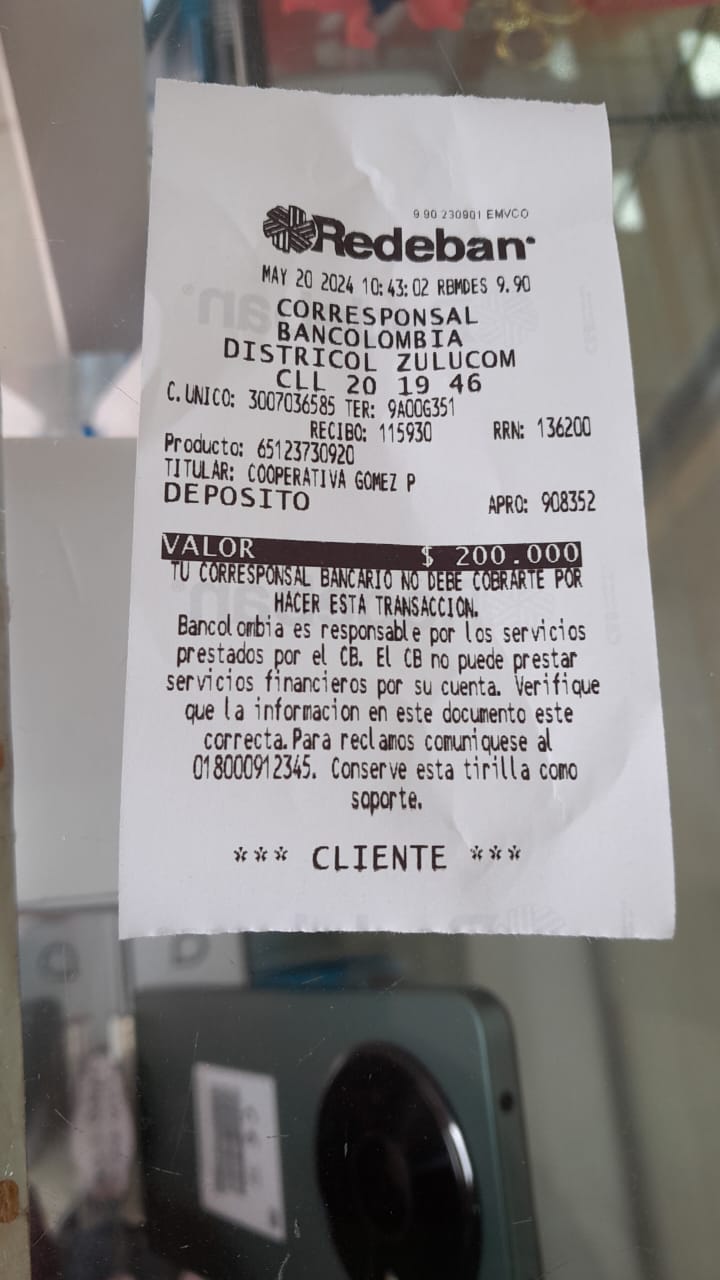 9.90 230901 EMVCO
Redeban
MAY 20 2024 10:43:02 RBMDES 9.90
CORRESPONSAL
BANCOLOMBIA
DISTRICOL ZULUCOM
CLL 20 19 46
C.UNICO: 3007036585 TER: 9A00G351
RECIBO: 115930 RRN: 136200
Producto: 65123730920
TITULAR: COOPERATIVA GOMEZ P
DEPOSITO APRO: 908352
VALOR $ 200.000
TU CORRESPONSAL BANCARIO NO DEBE COBRARTE POR
HACER ESTA TRANSACCION.
Bancolombia es responsable por los servicios
prestados por el CB. El CB no puede prestar
servicios financieros por su cuenta. Verifique
que la informacion en este documento este
correcta.Para reclamos comuniquese al
018000912345. Conserve esta tirilla como
soporte.
*** CLIENTE ***